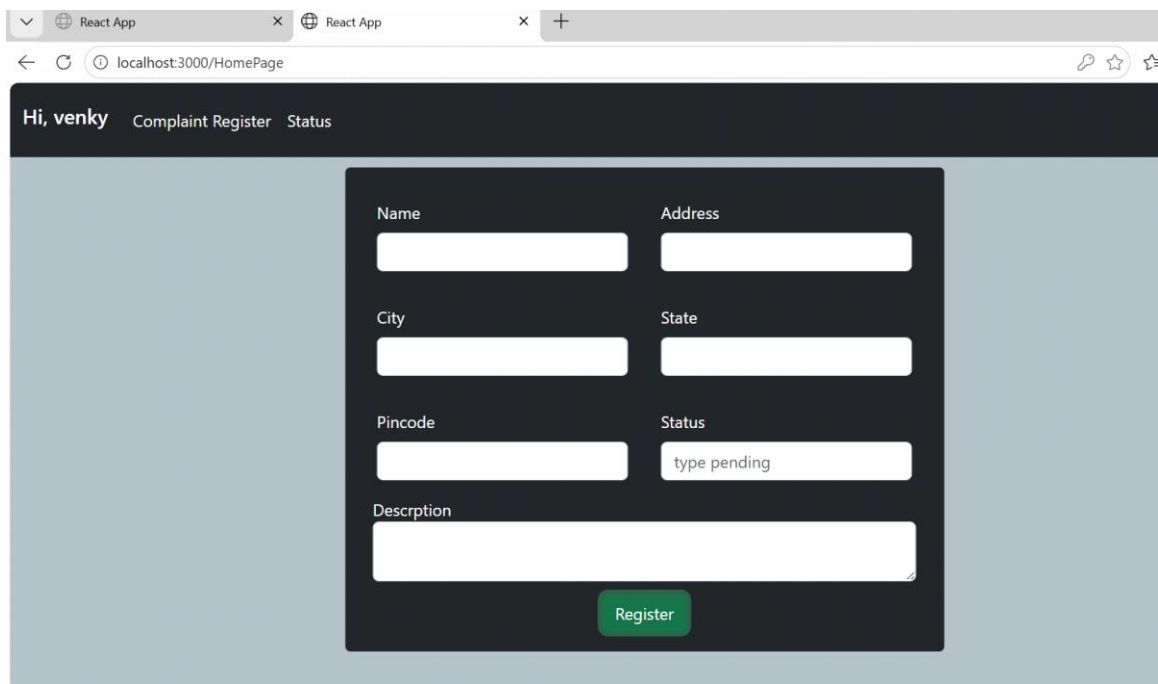 React App
React App
localhost:3000/HomePage
Hi, venky Complaint Register Status
Name Address
City State
Pincode Status
type pending
Descrption
Register